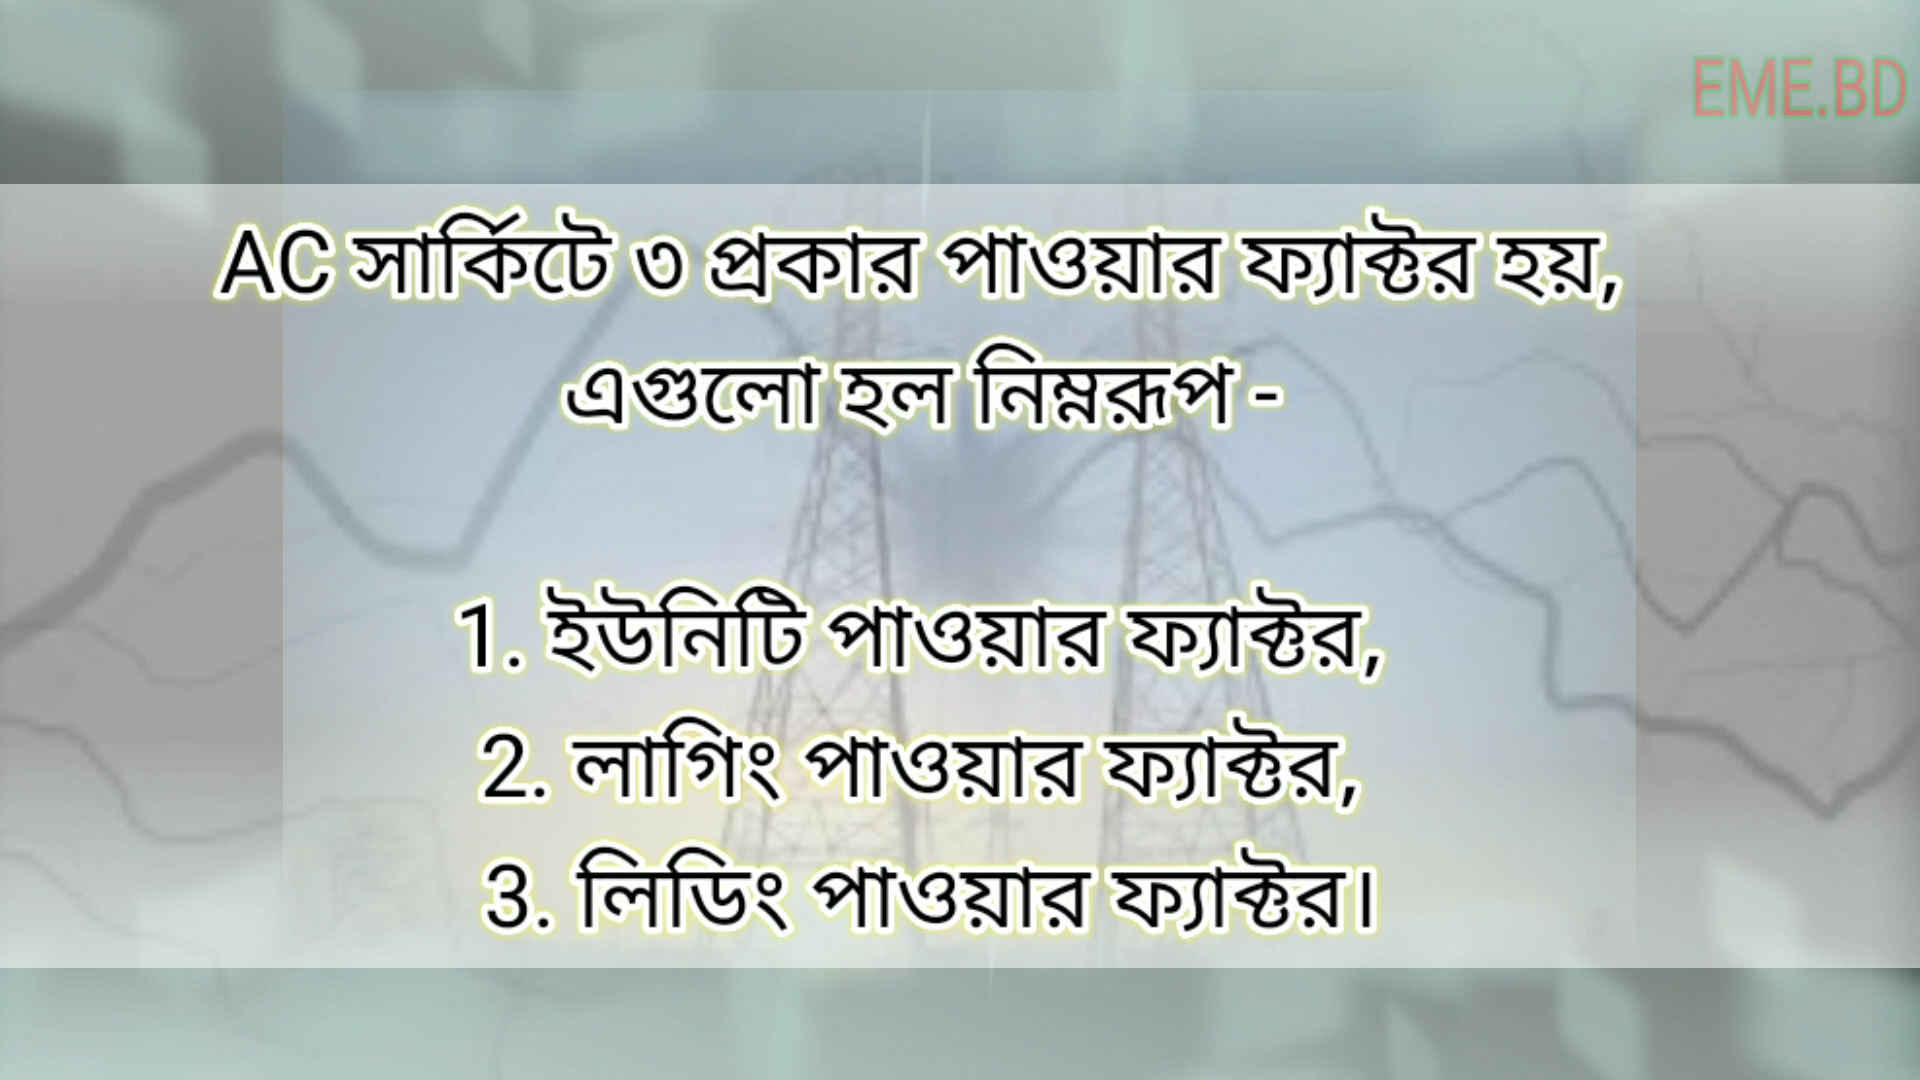 EME.BD
AC সার্কিটে ৩ প্রকার পাওয়ার ফ্যাক্টর হয়,
এগুলো হল নিম্নরূপ -
1. ইউনিটি পাওয়ার ফ্যাক্টর,
2. লাগিং পাওয়ার ফ্যাক্টর,
3. লিডিং পাওয়ার ফ্যাক্টর।